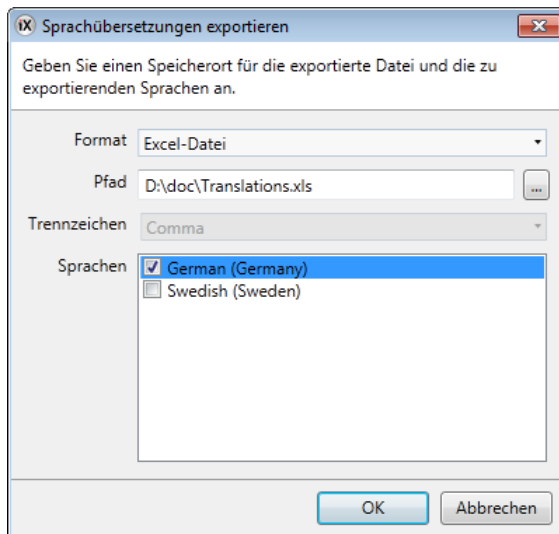 iX Sprachübersetzungen exportieren
Geben Sie einen Speicherort für die exportierte Datei und die zu
exportierenden Sprachen an.
Format Excel-Datei
Pfad D:\doc\Translations.xls ...
Trennzeichen Comma
Sprachen German (Germany)
Swedish (Sweden)
OK Abbrechen